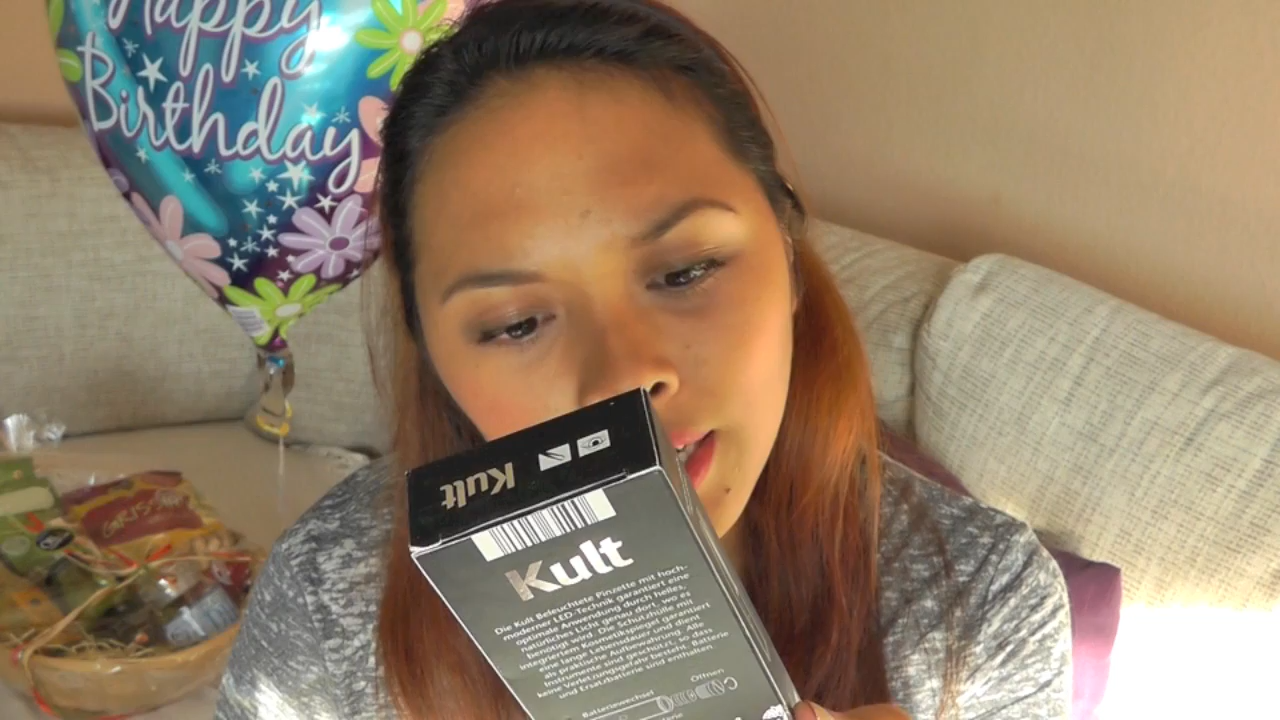 Happy
Birthday
GRISSINI
Kult
Kult
Die Kult Beleuchtete Pinzette mit hoch-
moderner LED-Technik garantiert eine
optimale Anwendung durch helles,
natürliches Licht genau dort, wo es
benötigt wird. Die Schutzhülle mit
integriertem Kosmetikspiegel garantiert
eine lange Lebensdauer und dient
als praktische Aufbewahrung. Alle
Instrumente sind geschützt, so dass
keine Verletzungsgefahr besteht. Batterie
und Ersatzbatterie sind enthalten.
Öffnen
Batteriewechsel